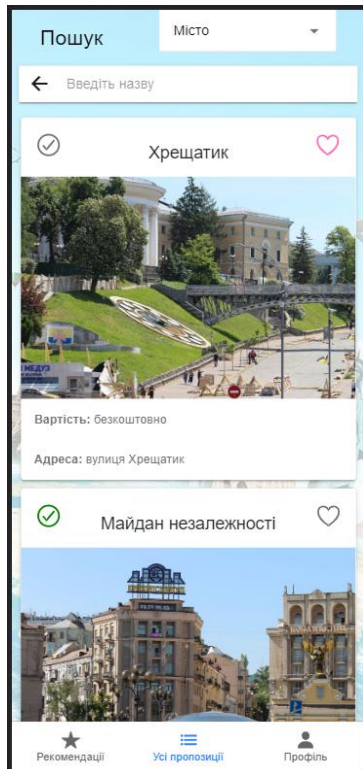 Пошук
Місто
Введіть назву
Хрещатик
Вартість: безкоштовно
Адреса: вулиця Хрещатик
Майдан незалежності
Рекомендації
Усі пропозиції
Профіль